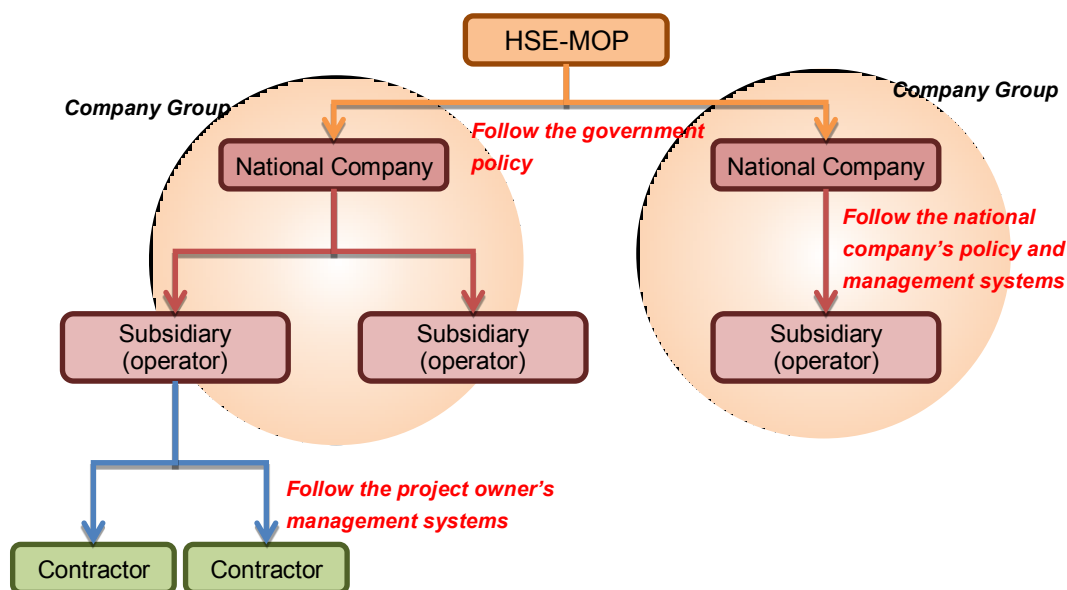 HSE-MOP
Company Group
Company Group
Follow the government
policy
National Company
National Company
Follow the national
company's policy and
management systems
Subsidiary
(operator)
Subsidiary
(operator)
Subsidiary
(operator)
Follow the project owner's
management systems
Contractor
Contractor